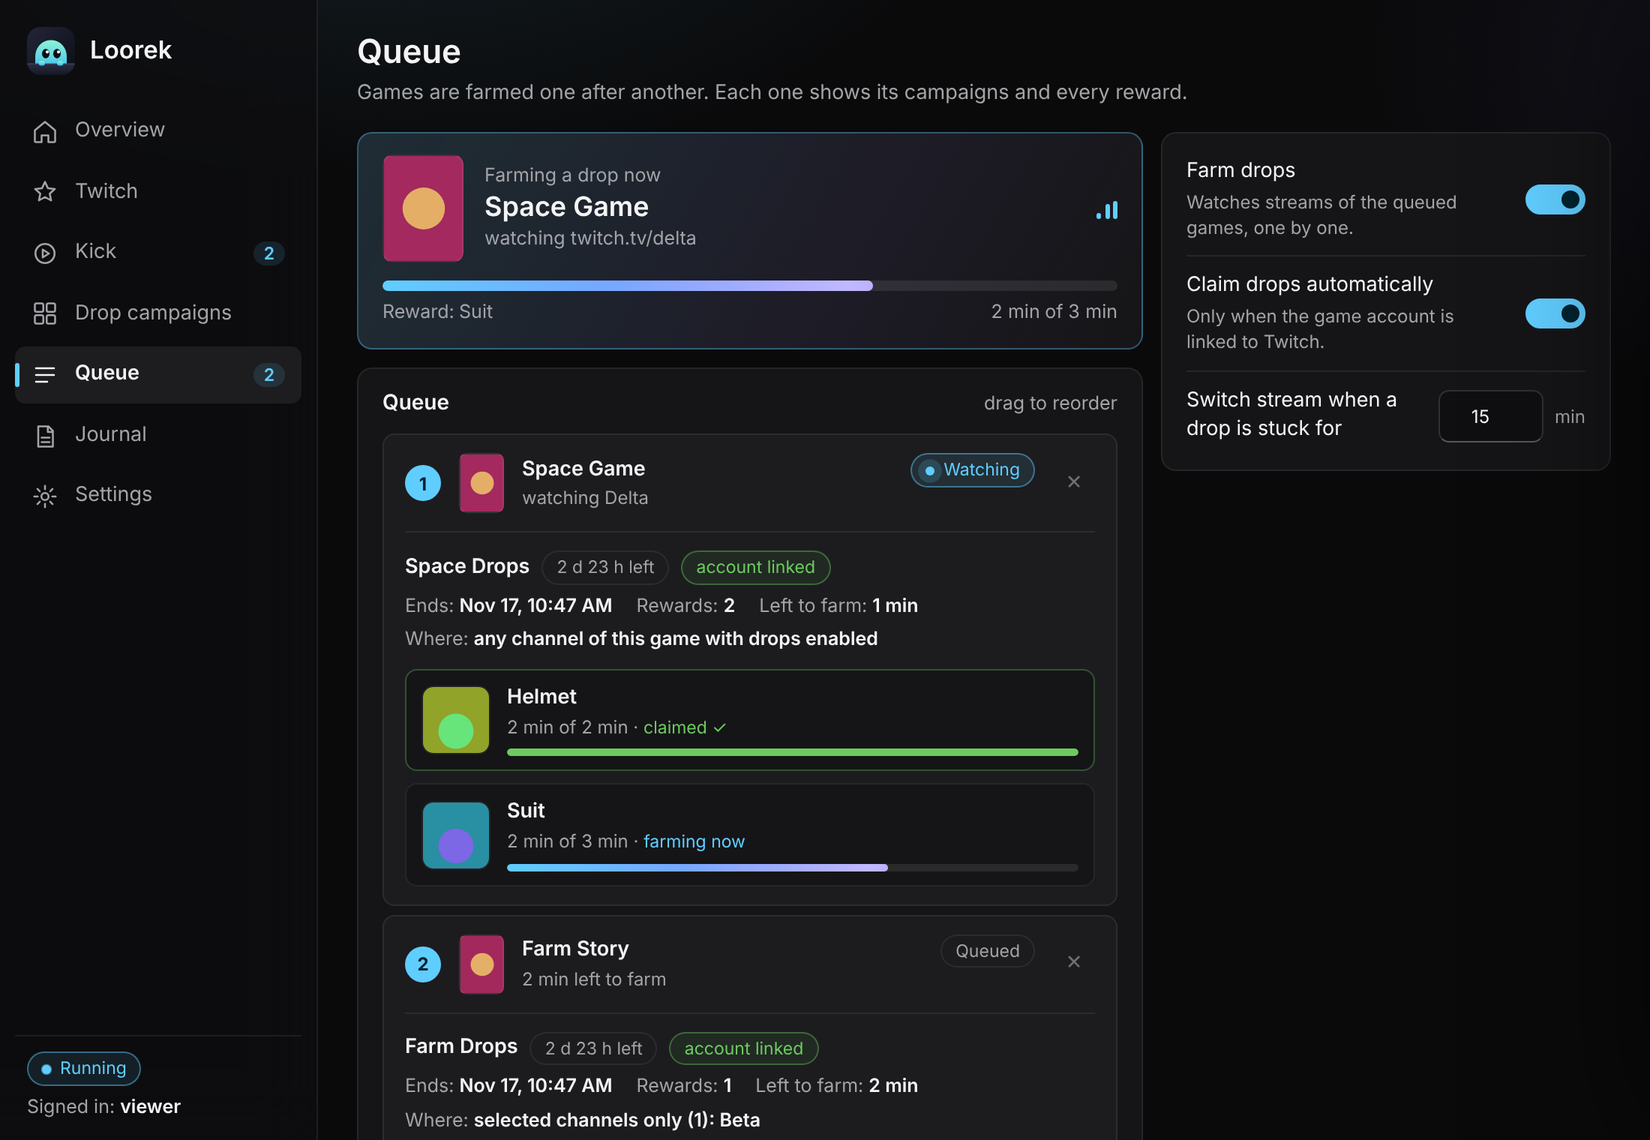 Loorek
Overview
Twitch
Kick 2
Drop campaigns
Queue 2
Journal
Settings
Running
Signed in: viewer
Queue
Games are farmed one after another. Each one shows its campaigns and every reward.
Farming a drop now
Space Game
watching twitch.tv/delta
Reward: Suit 2 min of 3 min
Queue drag to reorder
1 Space Game Watching
watching Delta
Space Drops 2 d 23 h left account linked
Ends: Nov 17, 10:47 AM Rewards: 2 Left to farm: 1 min
Where: any channel of this game with drops enabled
Helmet
2 min of 2 min · claimed ✓
Suit
2 min of 3 min · farming now
2 Farm Story Queued
2 min left to farm
Farm Drops 2 d 23 h left account linked
Ends: Nov 17, 10:47 AM Rewards: 1 Left to farm: 2 min
Where: selected channels only (1): Beta
Farm drops
Watches streams of the queued
games, one by one.
Claim drops automatically
Only when the game account is
linked to Twitch.
Switch stream when a
drop is stuck for 15 min